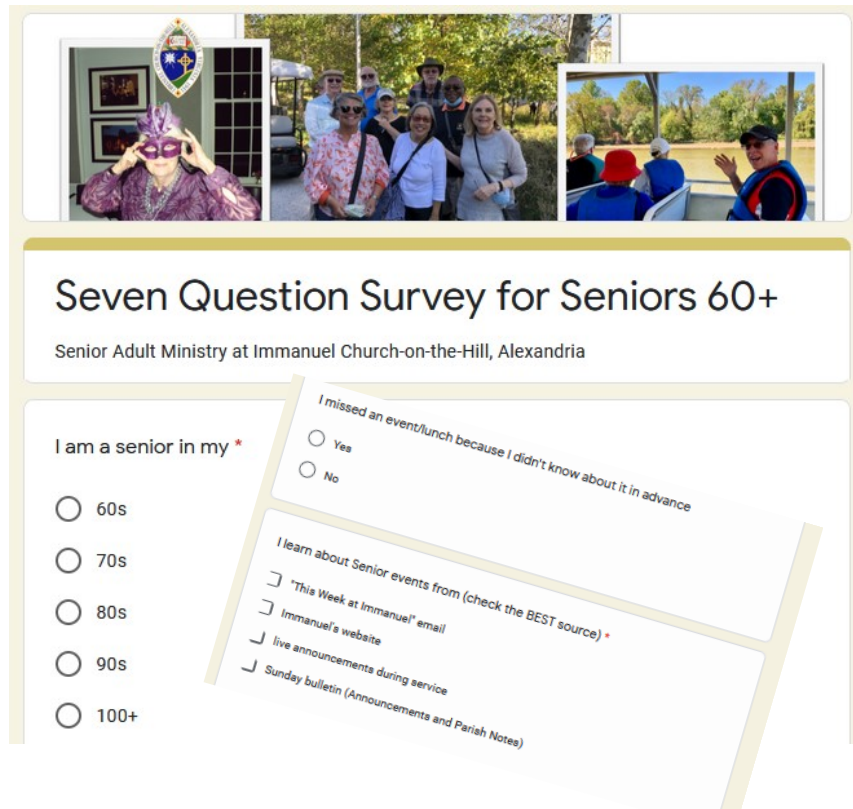 Seven Question Survey for Seniors 60+
Senior Adult Ministry at Immanuel Church-on-the-Hill, Alexandria
I am a senior in my *
60s
70s
80s
90s
100+
I missed an event/lunch because I didn't know about it in advance
Yes
No
I learn about Senior events from (check the BEST source) *
"This Week at Immanuel" email
Immanuel's website
live announcements during service
Sunday bulletin (Announcements and Parish Notes)